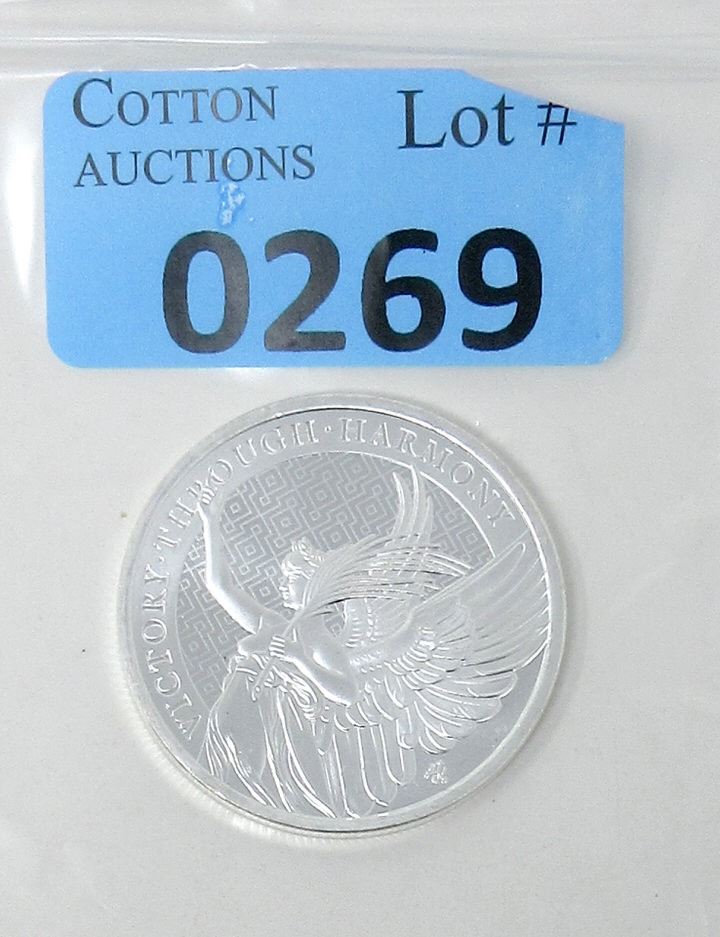 COTTON
AUCTIONS
Lot #
0269
VICTORY · THROUGH · HARMONY